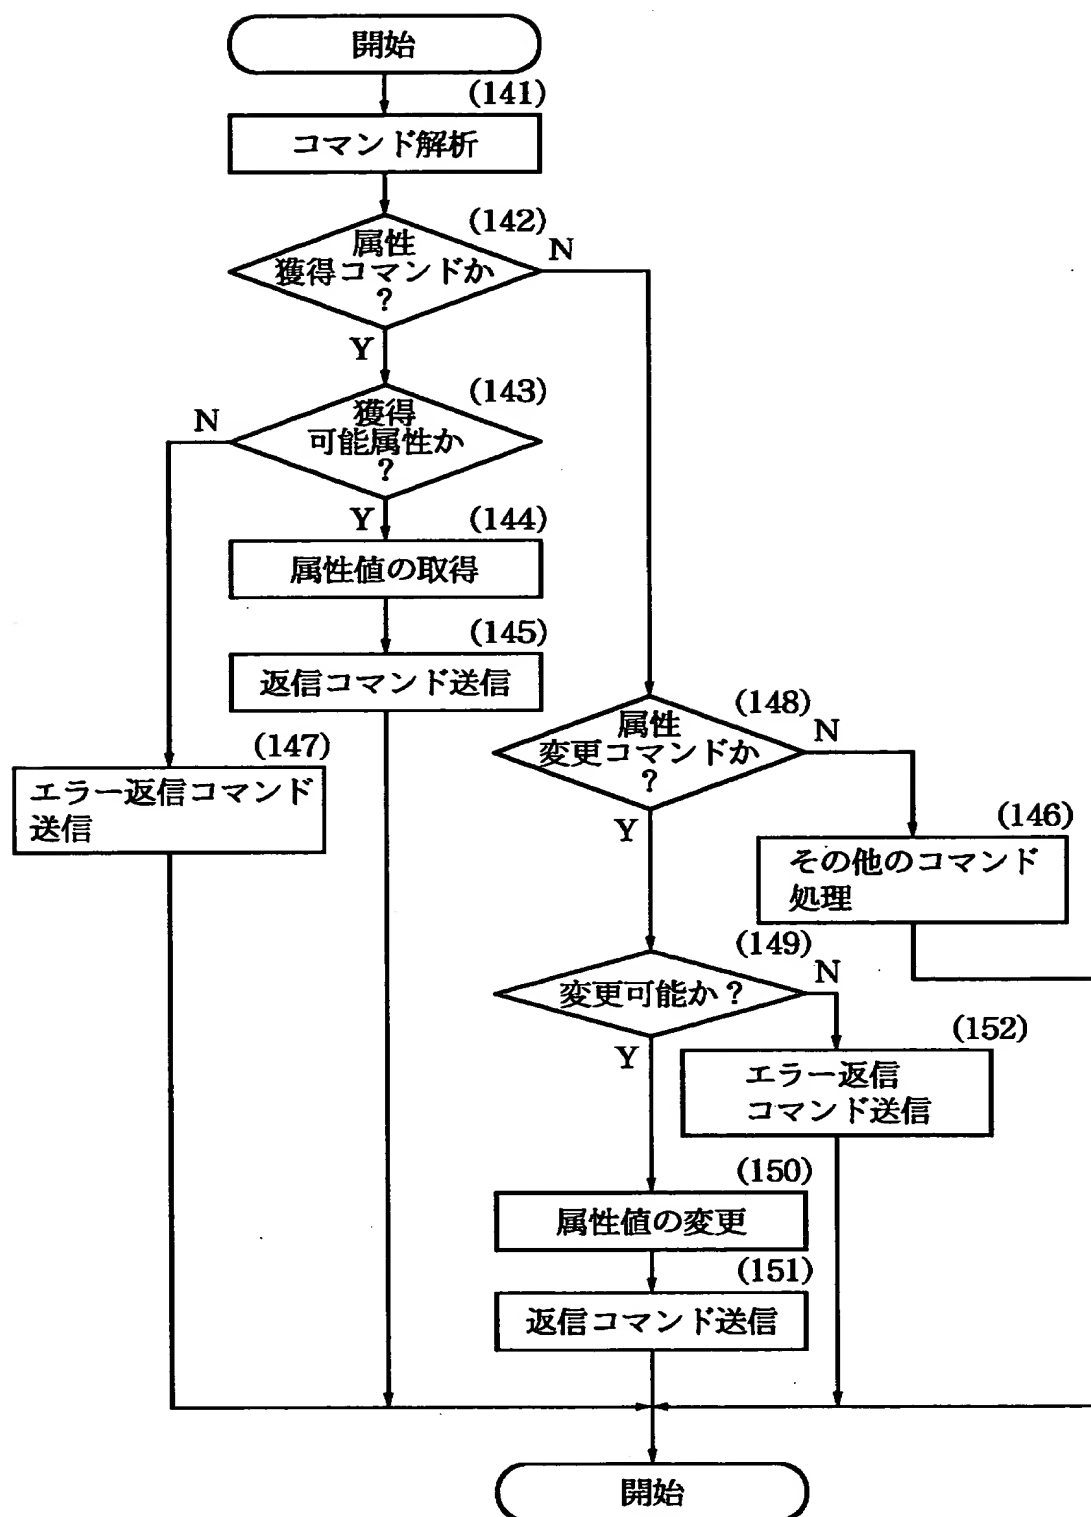 開始
(141)
コマンド解析
(142)
属性
獲得コマンドか
?
N
Y
(143)
獲得
可能属性か
?
N
Y
(144)
属性値の取得
(145)
返信コマンド送信
(147)
エラー返信コマンド
送信
(148)
属性
変更コマンドか
?
N
Y
(146)
その他のコマンド
処理
(149)
変更可能か?
N
Y
(152)
エラー返信
コマンド送信
(150)
属性値の変更
(151)
返信コマンド送信
開始